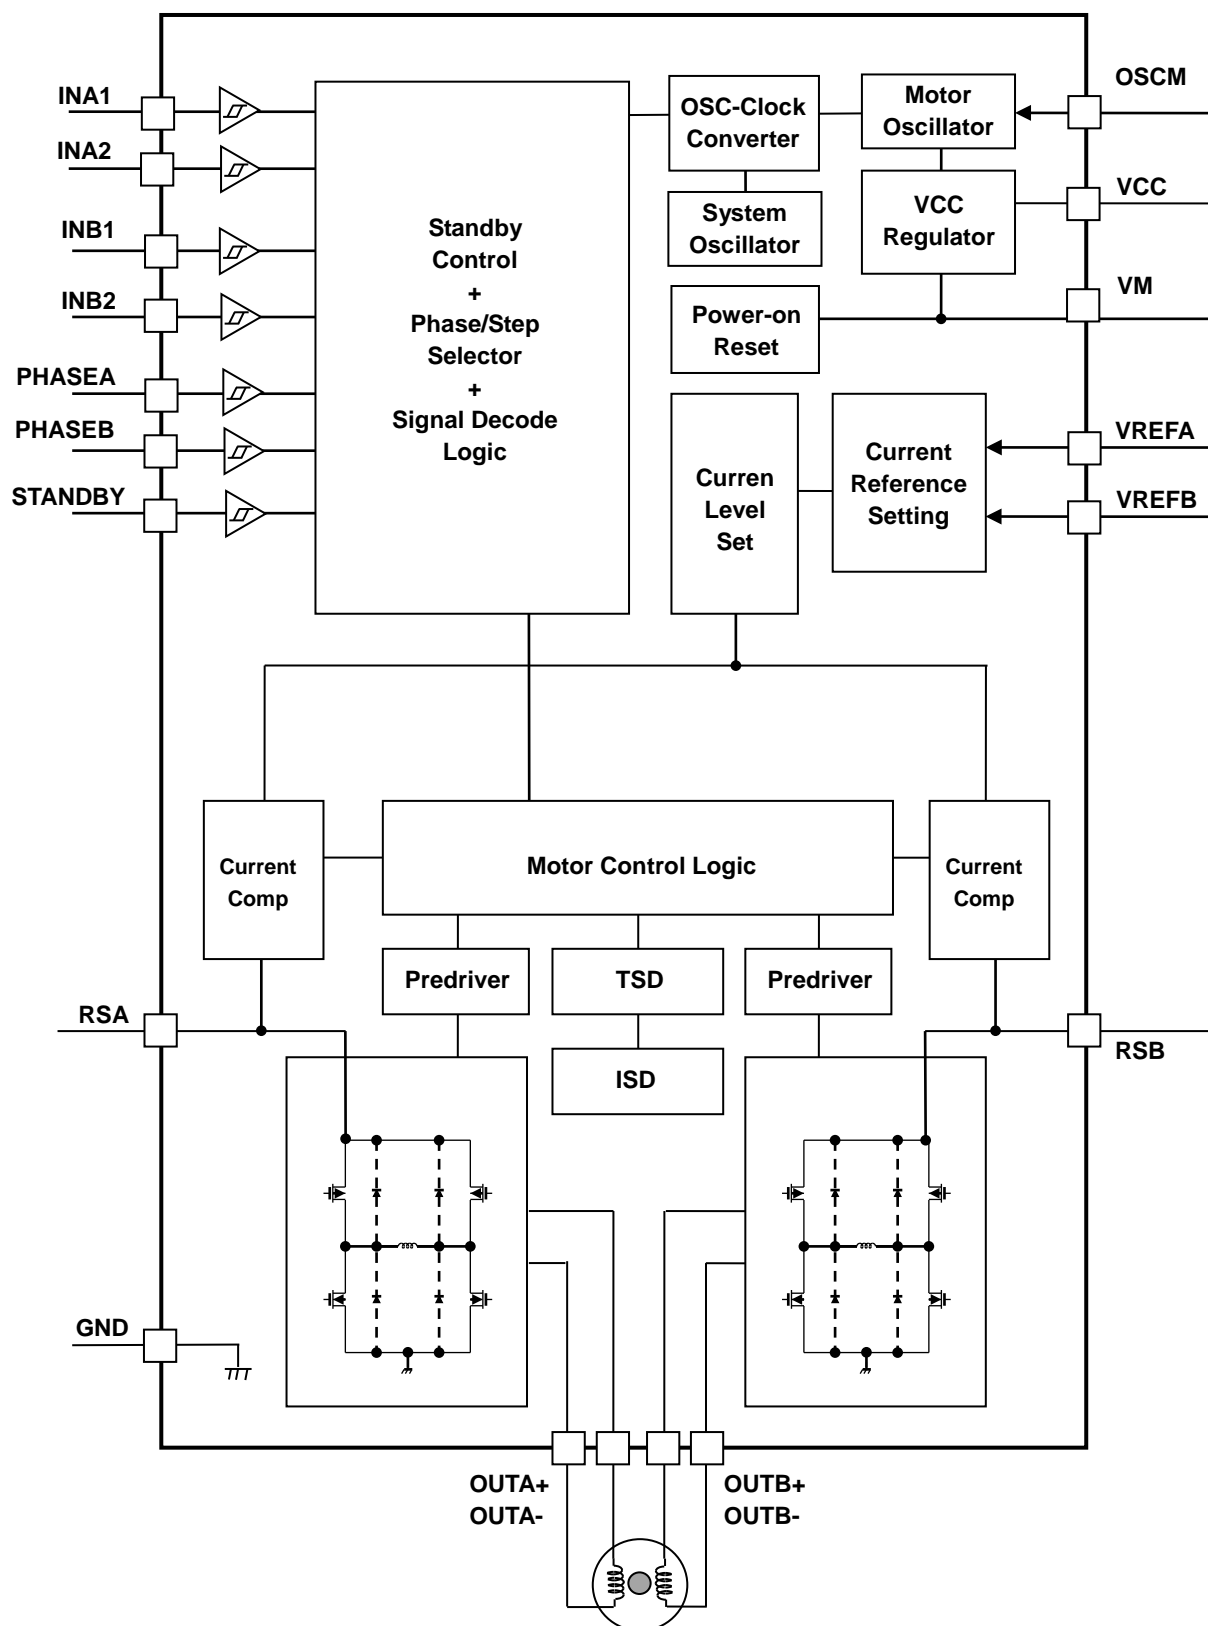 INA1
INA2
INB1
INB2
PHASEA
PHASEB
STANDBY
Standby
Control
+
Phase/Step
Selector
+
Signal Decode
Logic
OSC-Clock
Converter
Motor
Oscillator
OSCM
System
Oscillator
VCC
Regulator
VCC
Power-on
Reset
VM
Curren
Level
Set
Current
Reference
Setting
VREFA
VREFB
Current
Comp
Motor Control Logic
Current
Comp
Predriver
TSD
Predriver
RSA
ISD
RSB
GND
OUTA+
OUTA-
OUTB+
OUTB-